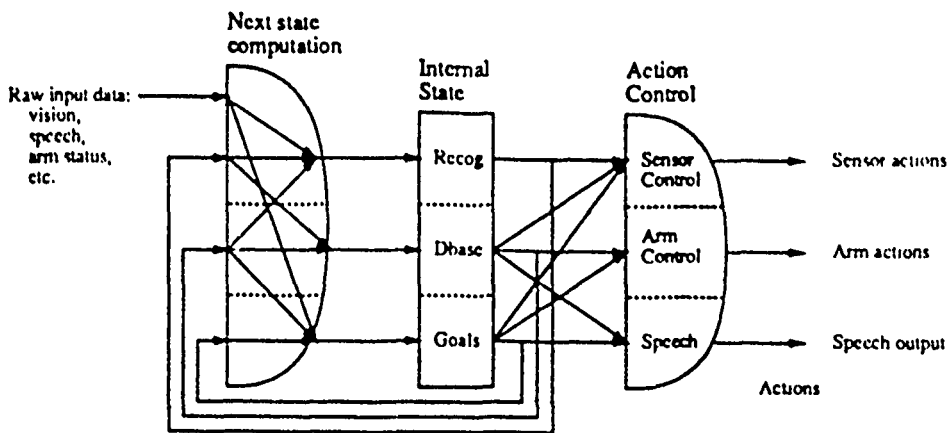 Next state
computation
Raw input data:
vision,
speech,
arm status,
etc.
Internal
State
Recog
Dbase
Goals
Action
Control
Sensor
Control
Arm
Control
Speech
Sensor actions
Arm actions
Speech output
Actions